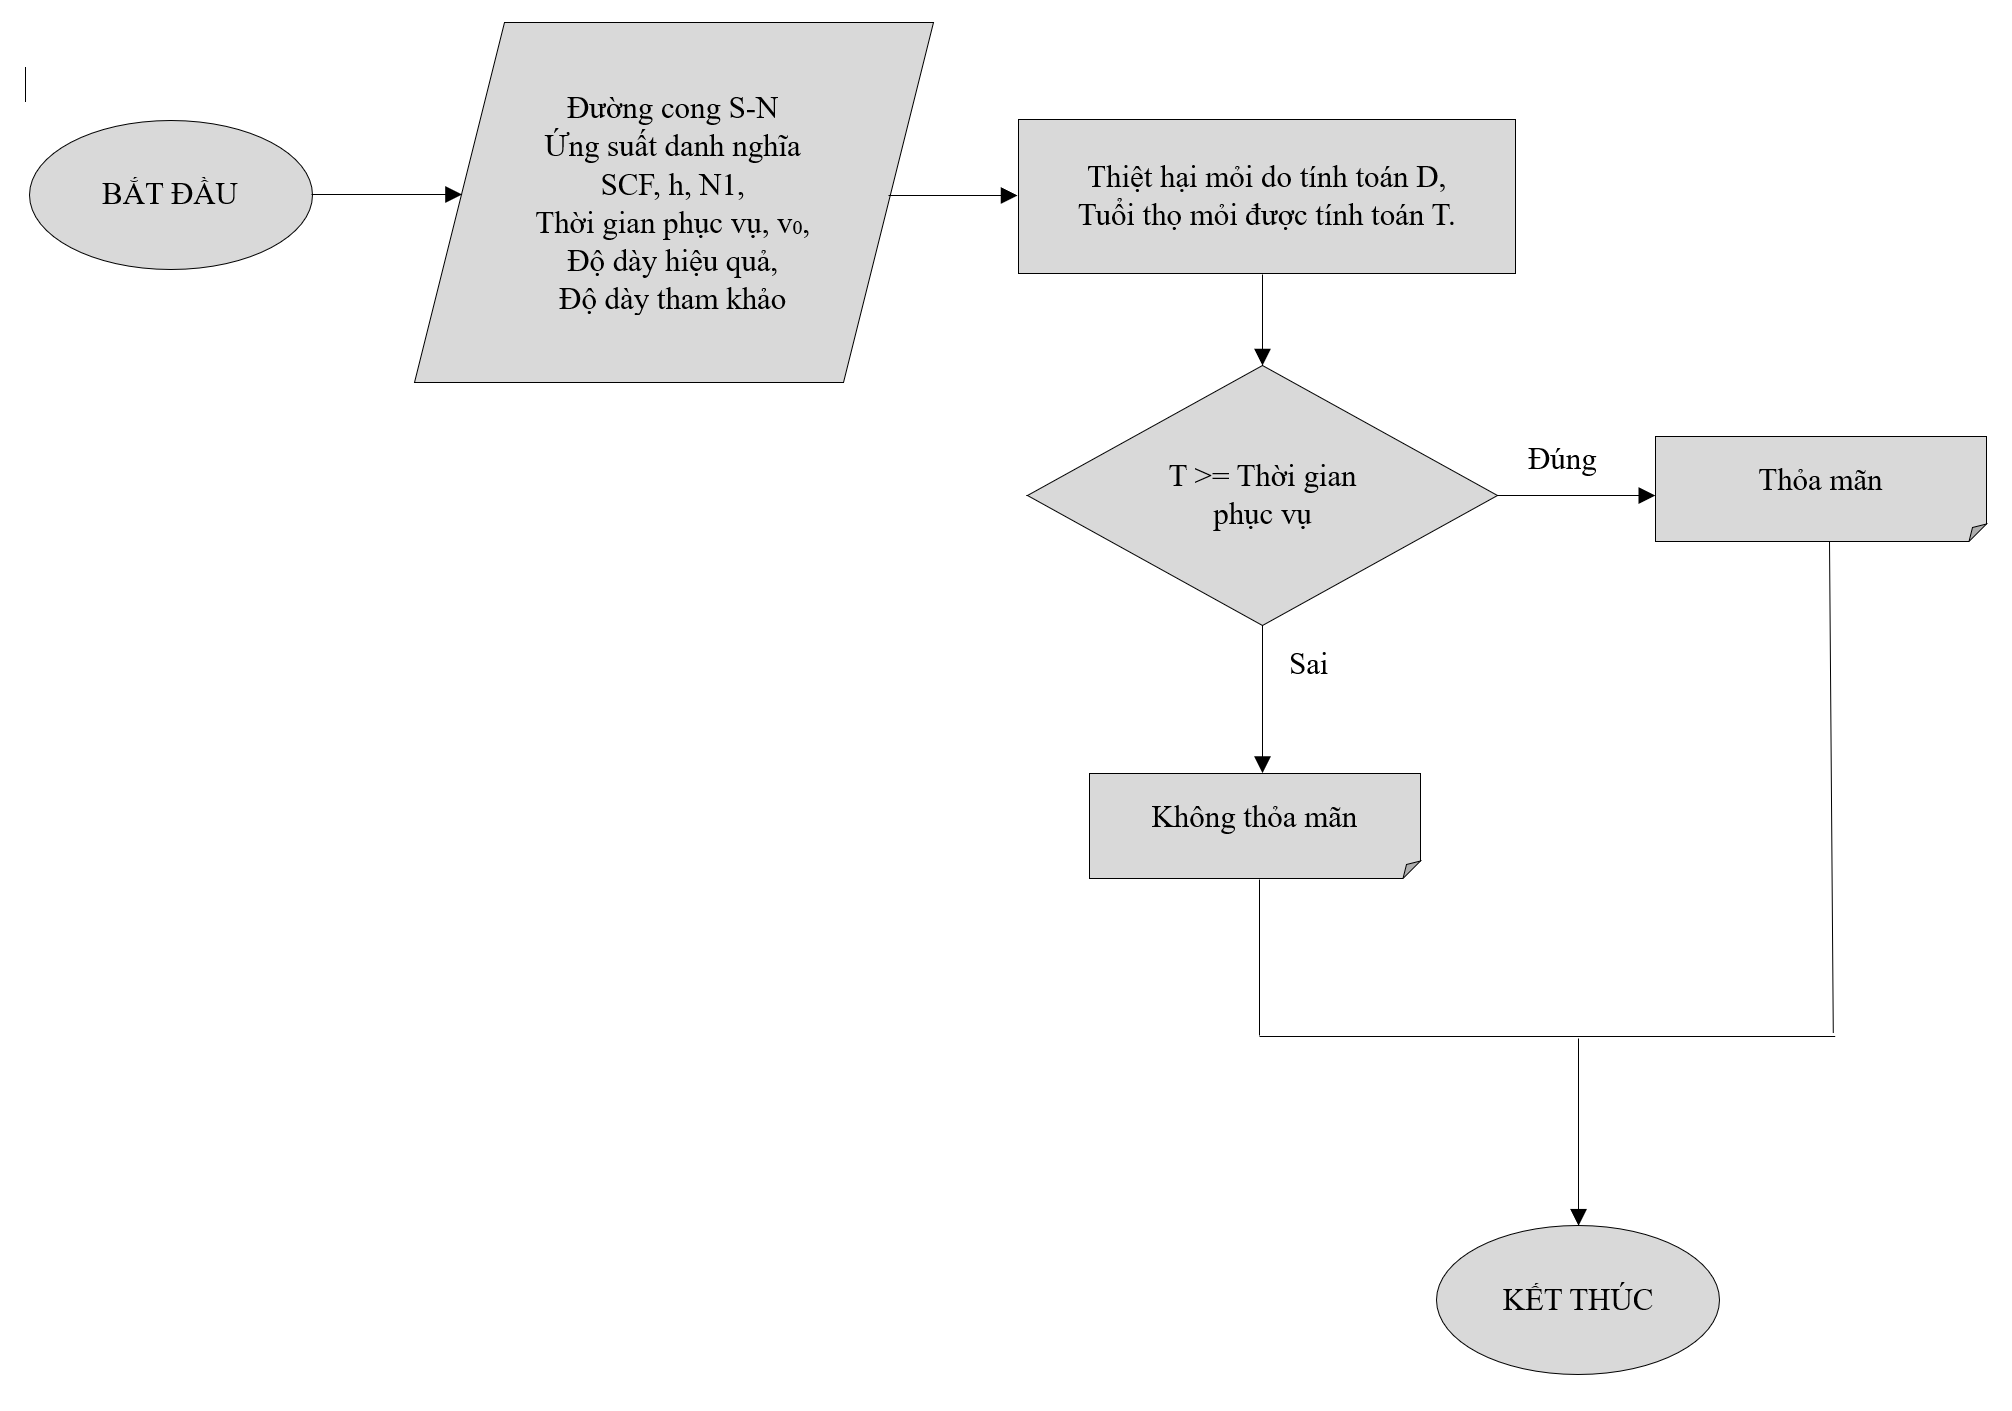 BẮT ĐẦU
Đường cong S-N
Ứng suất danh nghĩa
SCF, h, N1,
Thời gian phục vụ, v₀,
Độ dày hiệu quả,
Độ dày tham khảo
Thiệt hại mỏi do tính toán D,
Tuổi thọ mỏi được tính toán T.
T >= Thời gian
phục vụ
Đúng
Thỏa mãn
Sai
Không thỏa mãn
KẾT THÚC